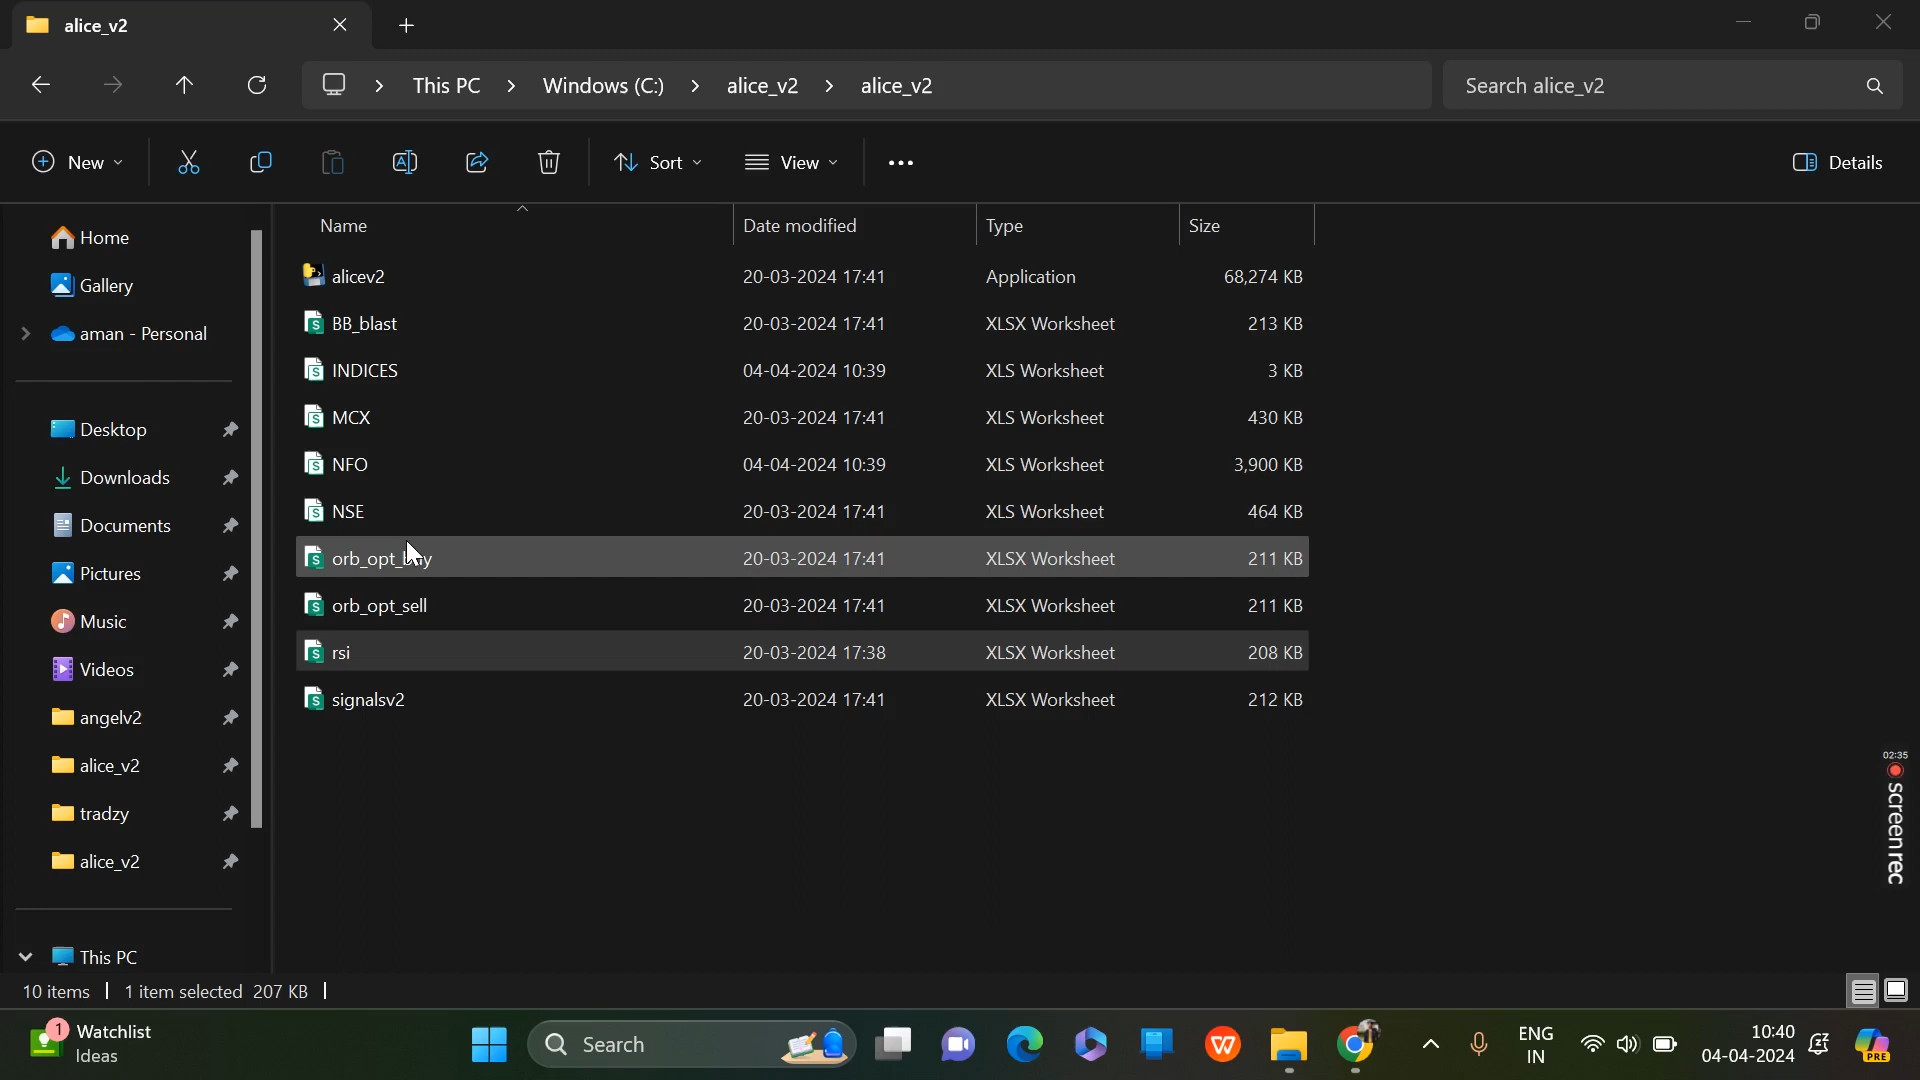 alice_v2
This PC > Windows (C:) > alice_v2 > alice_v2
Search alice_v2
New
Sort
View
Details
Home
Gallery
aman - Personal
Desktop
Downloads
Documents
Pictures
Music
Videos
angelv2
alice_v2
tradzy
alice_v2
This PC
Name Date modified Type Size
alicev2 20-03-2024 17:41 Application 68,274 KB
BB_blast 20-03-2024 17:41 XLSX Worksheet 213 KB
INDICES 04-04-2024 10:39 XLS Worksheet 3 KB
MCX 20-03-2024 17:41 XLS Worksheet 430 KB
NFO 04-04-2024 10:39 XLS Worksheet 3,900 KB
NSE 20-03-2024 17:41 XLS Worksheet 464 KB
orb_opt_buy 20-03-2024 17:41 XLSX Worksheet 211 KB
orb_opt_sell 20-03-2024 17:41 XLSX Worksheet 211 KB
rsi 20-03-2024 17:38 XLSX Worksheet 208 KB
signalsv2 20-03-2024 17:41 XLSX Worksheet 212 KB
02:35
screenrec
10 items 1 item selected 207 KB
1
Watchlist
Ideas
Search
ENG
IN
10:40
04-04-2024
PRE